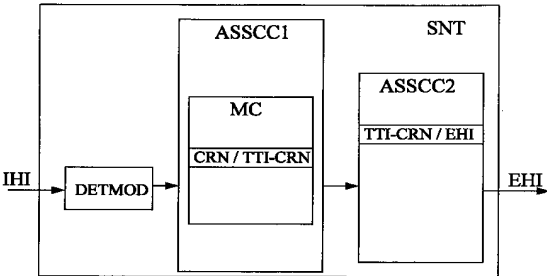 SNT
ASSCC1
ASSCC2
MC
TTI-CRN / EHI
CRN / TTI-CRN
IHI
DETMOD
EHI